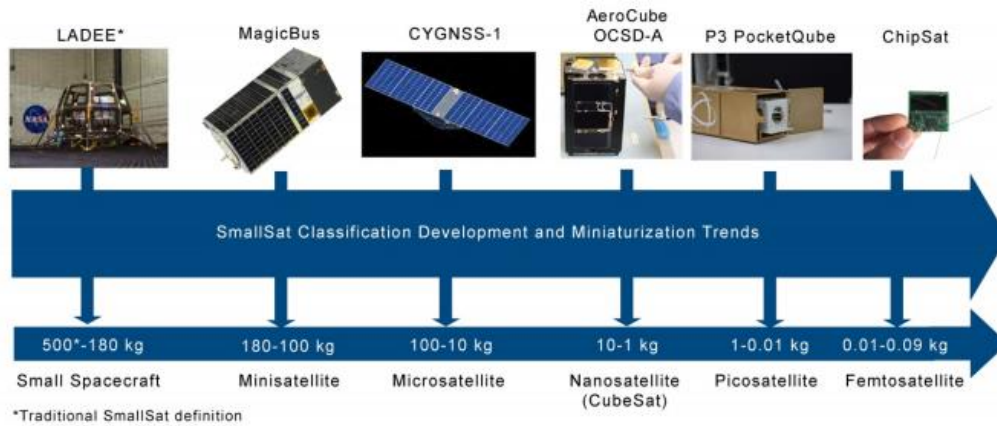 LADEE*
MagicBus
CYGNSS-1
AeroCube
OCSD-A
P3 PocketQube
ChipSat
NASA
SmallSat Classification Development and Miniaturization Trends
500*-180 kg
180-100 kg
100-10 kg
10-1 kg
1-0.01 kg
0.01-0.09 kg
Small Spacecraft
Minisatellite
Microsatellite
Nanosatellite
(CubeSat)
Picosatellite
Femtosatellite
*Traditional SmallSat definition